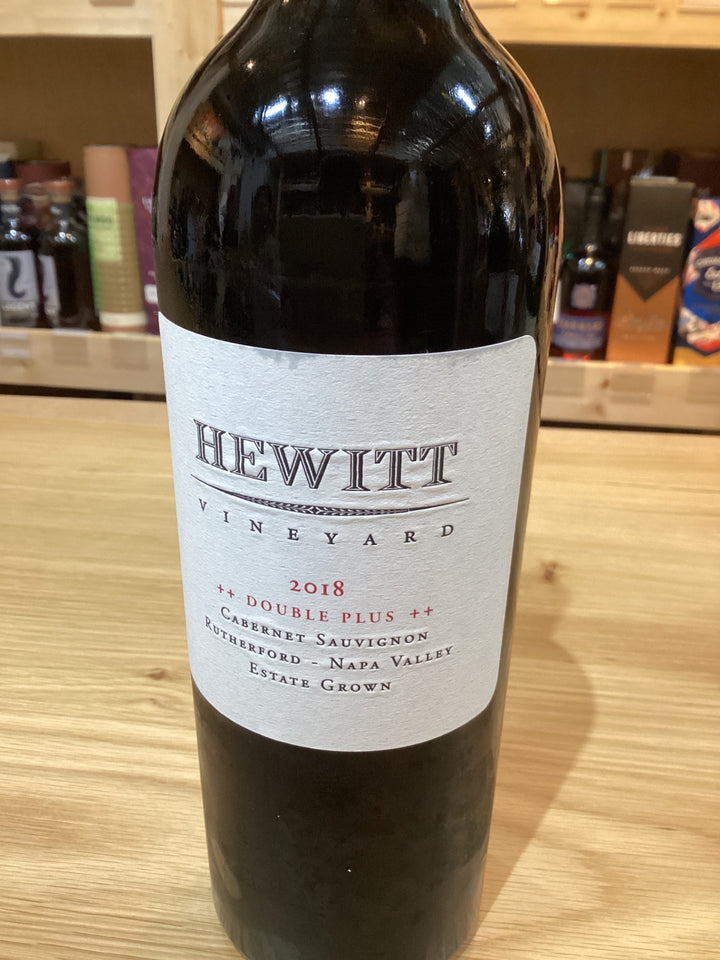 LIBERTIES
HEWITT
VINEYARD
2018
++ DOUBLE PLUS ++
CABERNET SAUVIGNON
RUTHERFORD - NAPA VALLEY
ESTATE GROWN